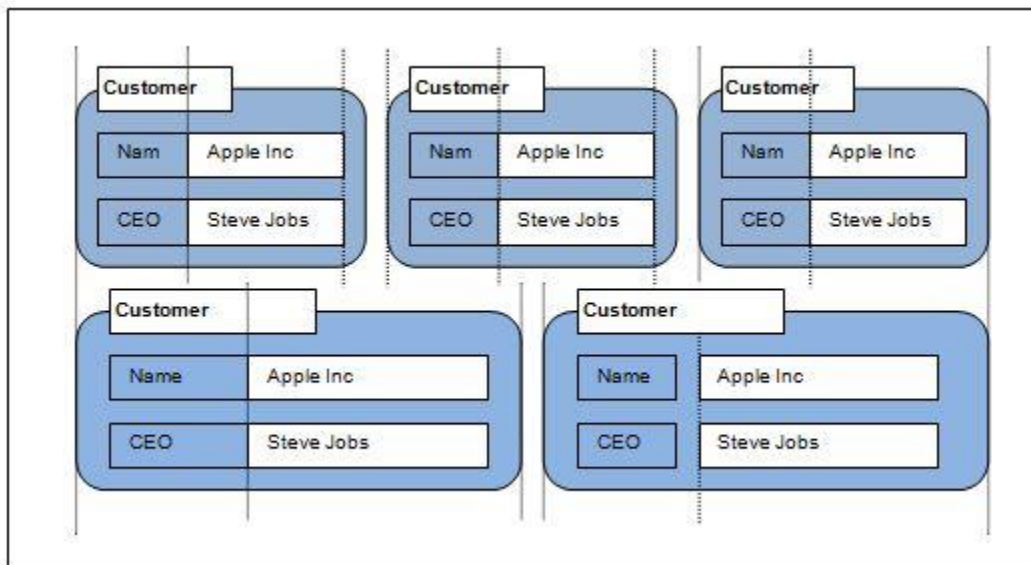 Customer Customer Customer
Nam Apple Inc Nam Apple Inc Nam Apple Inc
CEO Steve Jobs CEO Steve Jobs CEO Steve Jobs
Customer Customer
Name Apple Inc Name Apple Inc
CEO Steve Jobs CEO Steve Jobs